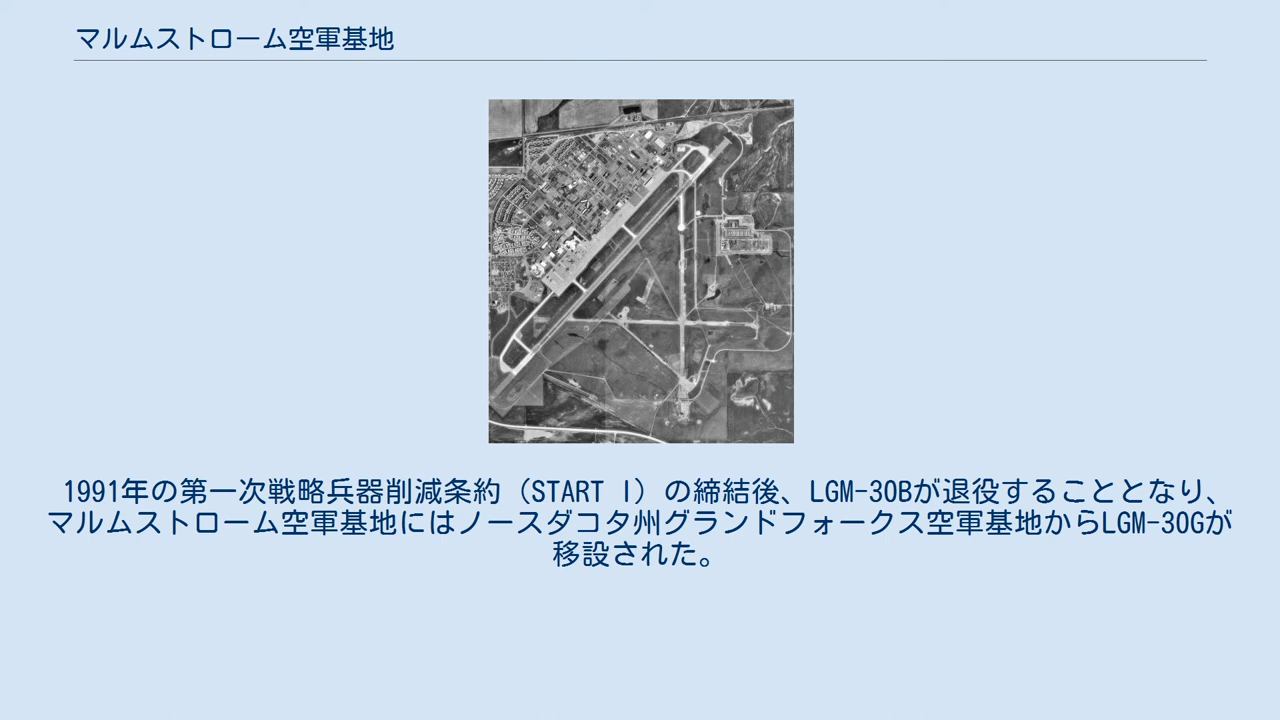 マルムストローム空軍基地
1991年の第一次戦略兵器削減条約（START I）の締結後、LGM-30Bが退役することとなり、
マルムストローム空軍基地にはノースダコタ州グランドフォークス空軍基地からLGM-30Gが
移設された。